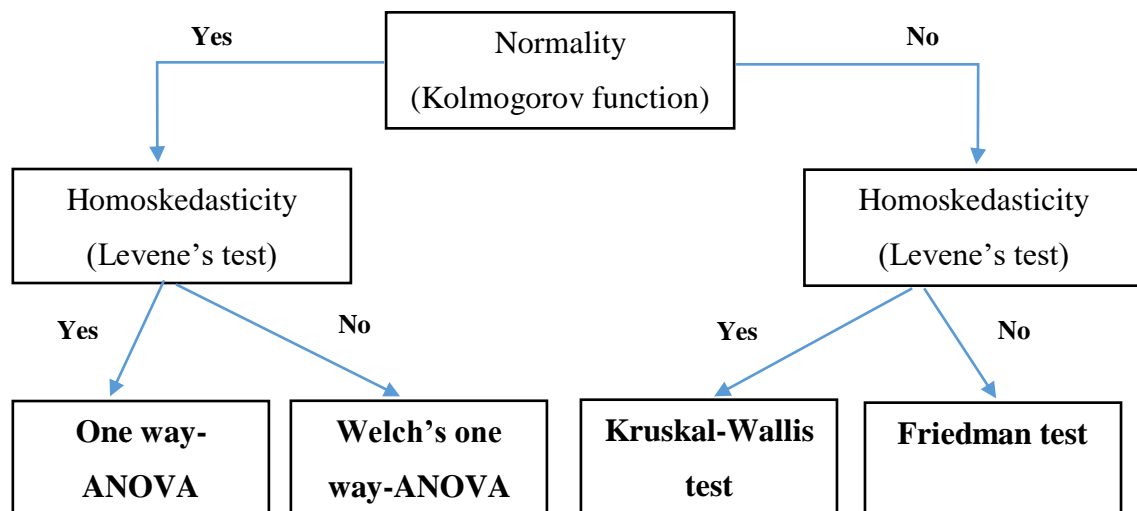 Yes
Normality
(Kolmogorov function)
No
Homoskedasticity
(Levene’s test)
Homoskedasticity
(Levene’s test)
Yes
No
Yes
No
One way-
ANOVA
Welch’s one
way-ANOVA
Kruskal-Wallis
test
Friedman test